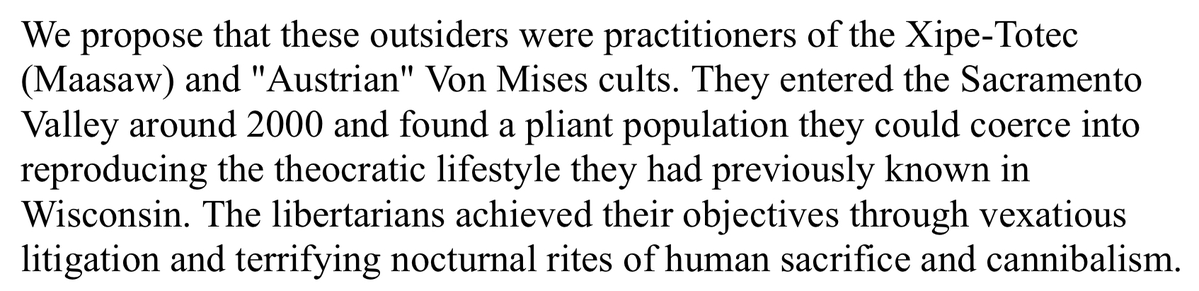 We propose that these outsiders were practitioners of the Xipe-Totec
(Maasaw) and "Austrian" Von Mises cults. They entered the Sacramento
Valley around 2000 and found a pliant population they could coerce into
reproducing the theocratic lifestyle they had previously known in
Wisconsin. The libertarians achieved their objectives through vexatious
litigation and terrifying nocturnal rites of human sacrifice and cannibalism.